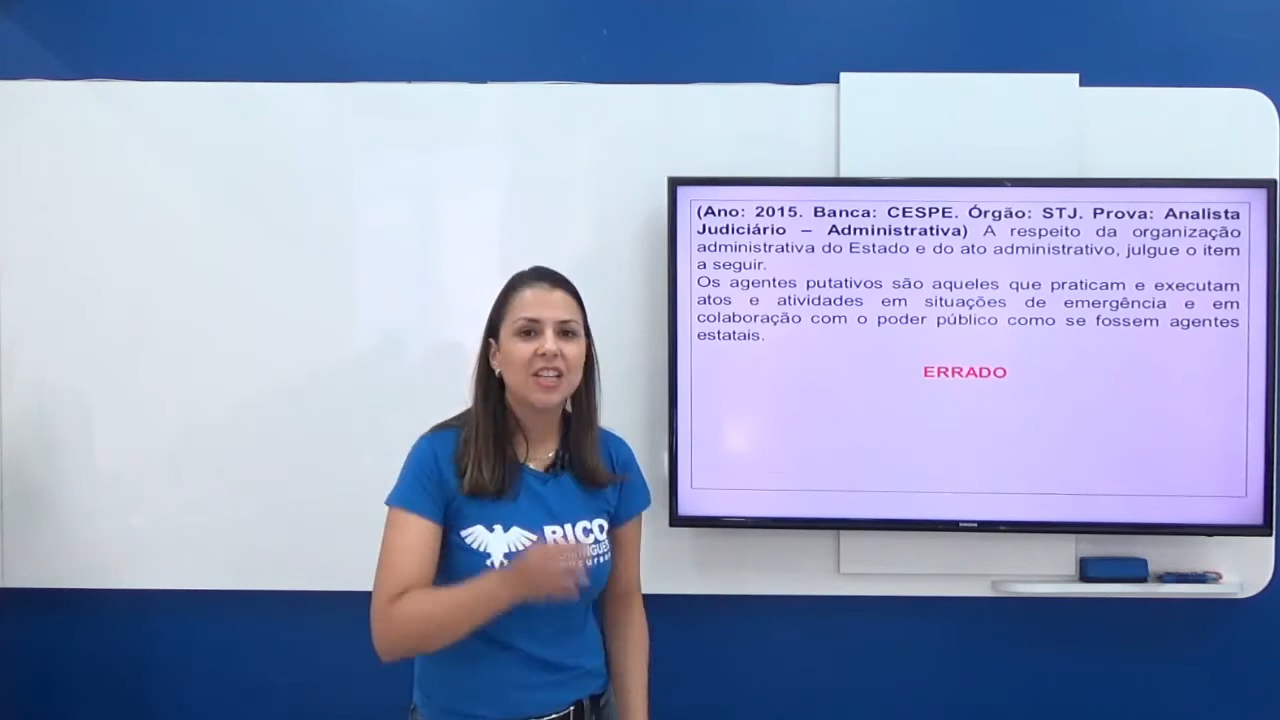 (Ano: 2015. Banca: CESPE. Órgão: STJ. Prova: Analista
Judiciário – Administrativa) A respeito da organização
administrativa do Estado e do ato administrativo, julgue o item
a seguir.
Os agentes putativos são aqueles que praticam e executam
atos e atividades em situações de emergência e em
colaboração com o poder público como se fossem agentes
estatais.
ERRADO
RICO